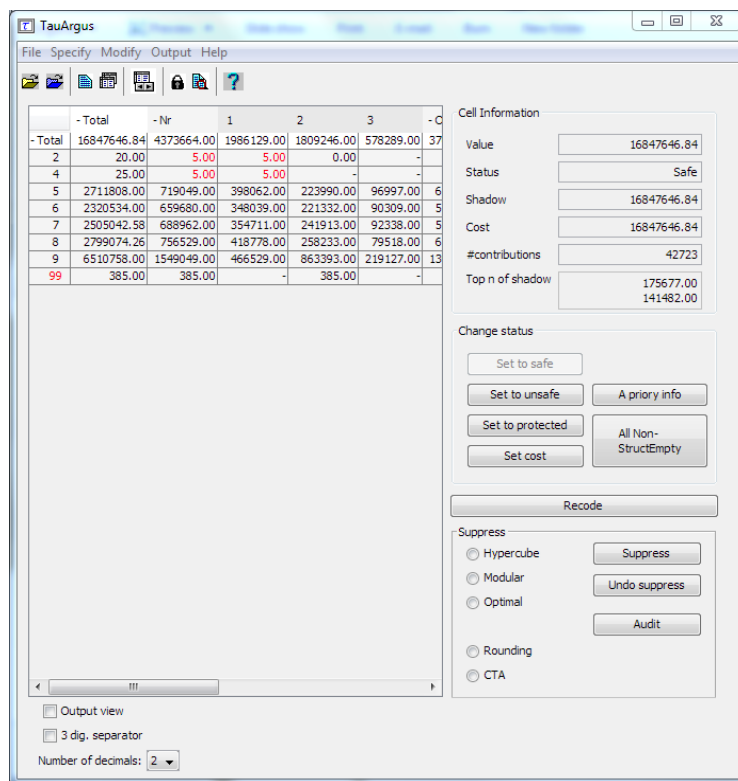 TauArgus
File Specify Modify Output Help
- Total - Nr 1 2 3 - C
- Total 16847646.84 4373664.00 1986129.00 1809246.00 578289.00 37
2 20.00 5.00 5.00 0.00 -
4 25.00 5.00 5.00 - -
5 2711808.00 719049.00 398062.00 223990.00 96997.00 6
6 2320534.00 659680.00 348039.00 221332.00 90309.00 5
7 2505042.58 688962.00 354711.00 241913.00 92338.00 5
8 2799074.26 756529.00 418778.00 258233.00 79518.00 6
9 6510758.00 1549049.00 466529.00 863393.00 219127.00 13
99 385.00 385.00 - 385.00 -
Output view
3 dig. separator
Number of decimals: 2
Cell Information
Value 16847646.84
Status Safe
Shadow 16847646.84
Cost 16847646.84
#contributions 42723
Top n of shadow 175677.00
141482.00
Change status
Set to safe
Set to unsafe A priory info
Set to protected All Non-
StructEmpty
Set cost
Recode
Suppress
Hypercube Suppress
Modular Undo suppress
Optimal
Audit
Rounding
CTA